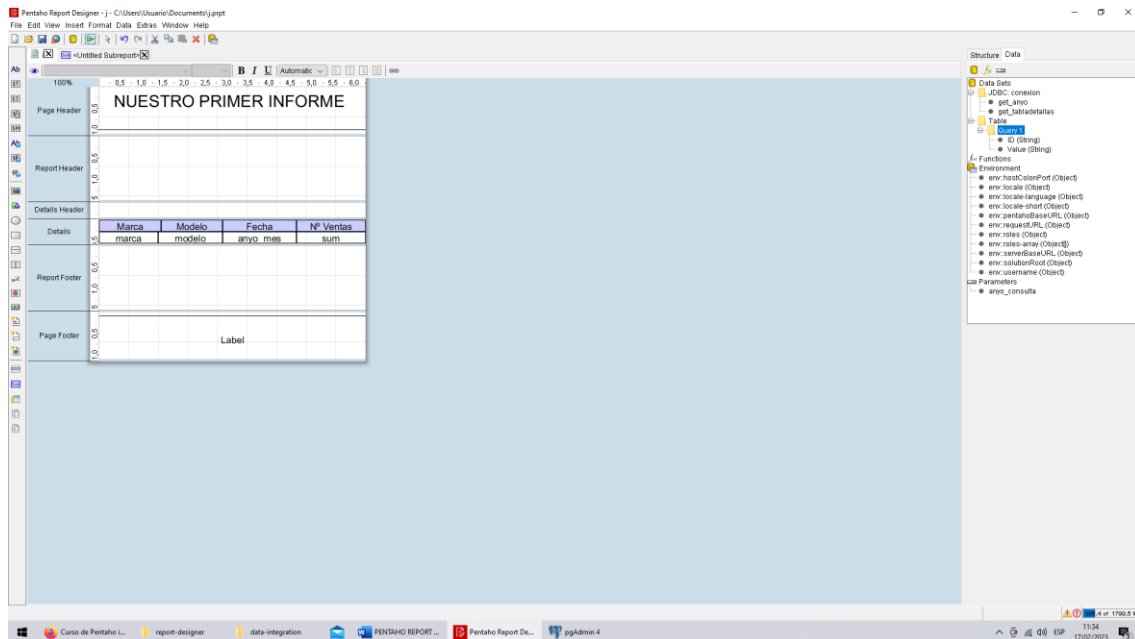 Pentaho Report Designer - j - C:\Users\Usuario\Documents\j.prpt
File Edit View Insert Format Data Extras Window Help
<Untitled Subreport>
Structure Data
B I U Automatic
100%
0,5 1,0 1,5 2,0 2,5 3,0 3,5 4,0 4,5 5,0 5,5 6,0
Page Header
NUESTRO PRIMER INFORME
Report Header
Details Header
Details
Marca Modelo Fecha Nº Ventas
marca modelo anyo_mes sum
Report Footer
Page Footer
Label
Data Sets
JDBC: conexion
get_anyo
get_tabladetallas
Table
Query 1
ID (String)
Value (String)
Functions
Environment
env::hostColonPort (Object)
env::locale (Object)
env::locale-language (Object)
env::locale-short (Object)
env::pentahoBaseURL (Object)
env::requestURL (Object)
env::roles (Object)
env::roles-array (Object[])
env::serverBaseURL (Object)
env::solutionRoot (Object)
env::username (Object)
Parameters
anyo_consulta
Curso de Pentaho i... report-designer data-integration PENTAHO REPORT ... Pentaho Report De... pgAdmin 4
ESP
11:34
17/02/2023